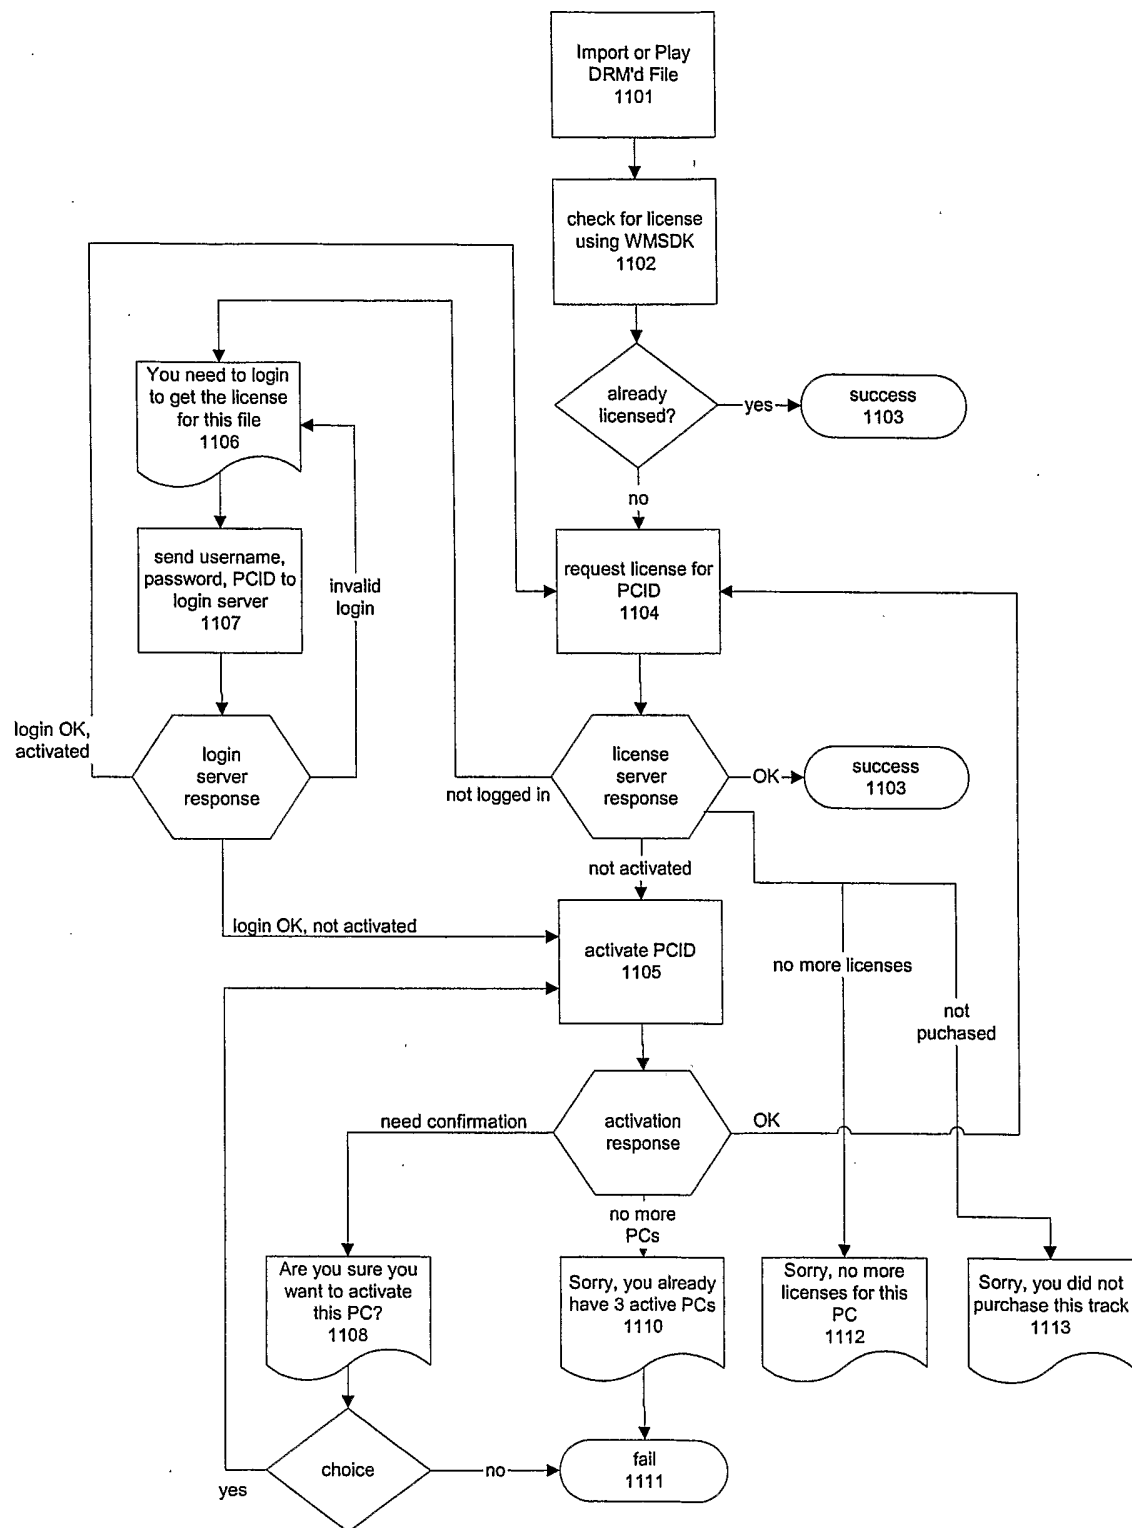 Import or Play
DRM'd File
1101
check for license
using WMSDK
1102
already
licensed?
yes
success
1103
no
You need to login
to get the license
for this file
1106
send username,
password, PCID to
login server
1107
invalid
login
request license for
PCID
1104
login OK,
activated
login
server
response
not logged in
license
server
response
OK
success
1103
not activated
login OK, not activated
activate PCID
1105
no more licenses
not
puchased
need confirmation
activation
response
OK
no more
PCs
Are you sure you
want to activate
this PC?
1108
Sorry, you already
have 3 active PCs
1110
Sorry, no more
licenses for this
PC
1112
Sorry, you did not
purchase this track
1113
choice
yes
no
fail
1111